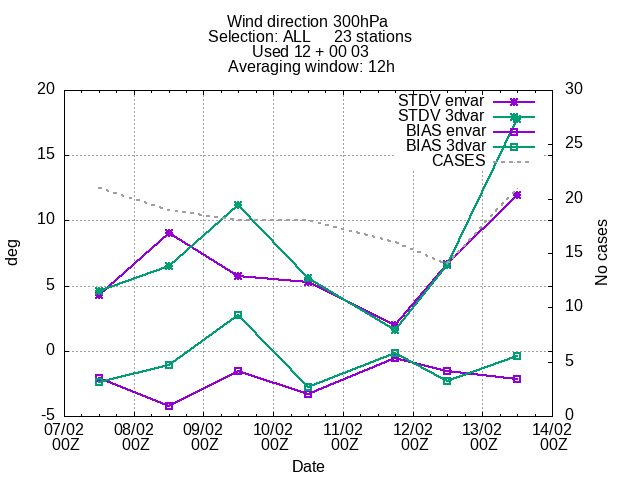 Wind direction 300hPa
Selection: ALL 23 stations
Used 12 + 00 03
Averaging window: 12h
20 30
STDV envar
STDV 3dvar
BIAS envar
BIAS 3dvar
CASES
15 25
10 20
5 15
0 10
-5 5
0
deg
No cases
07/02 08/02 09/02 10/02 11/02 12/02 13/02 14/02
00Z 00Z 00Z 00Z 00Z 00Z 00Z 00Z
Date